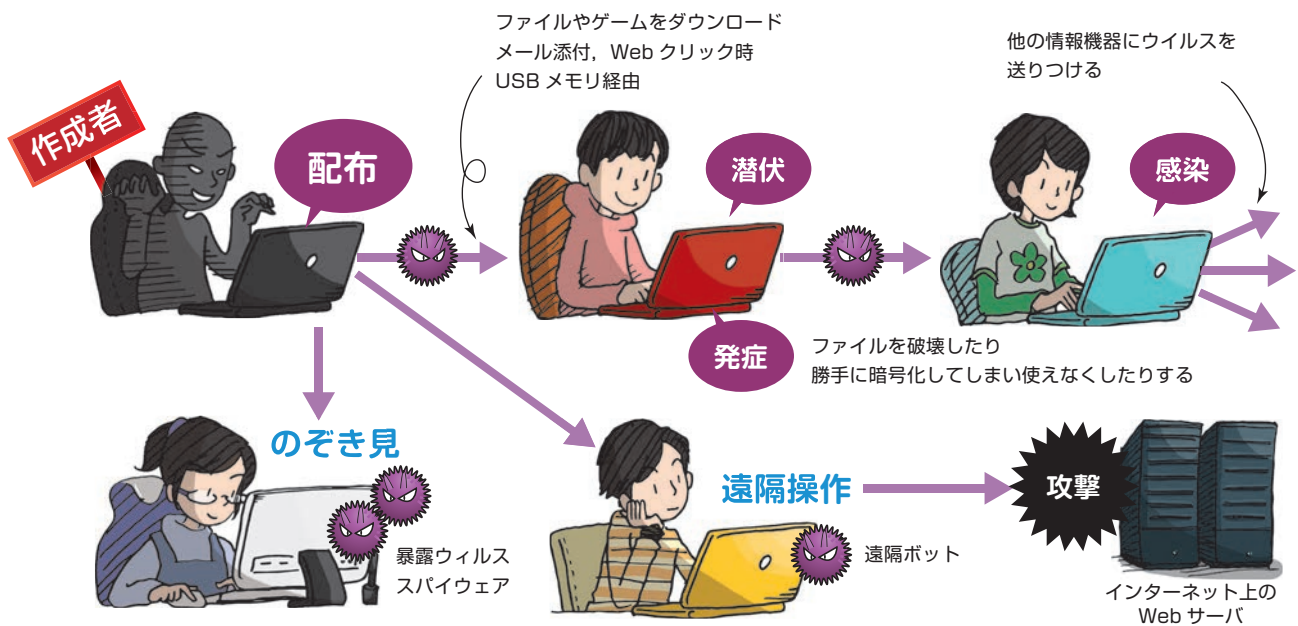 ファイルやゲームをダウンロード
メール添付，Web クリック時
USB メモリ経由
他の情報機器にウイルスを
送りつける
作成者
配布
潜伏
感染
発症
ファイルを破壊したり
勝手に暗号化してしまい使えなくしたりする
のぞき見
暴露ウィルス
スパイウェア
遠隔操作
遠隔ボット
攻撃
インターネット上の
Web サーバ